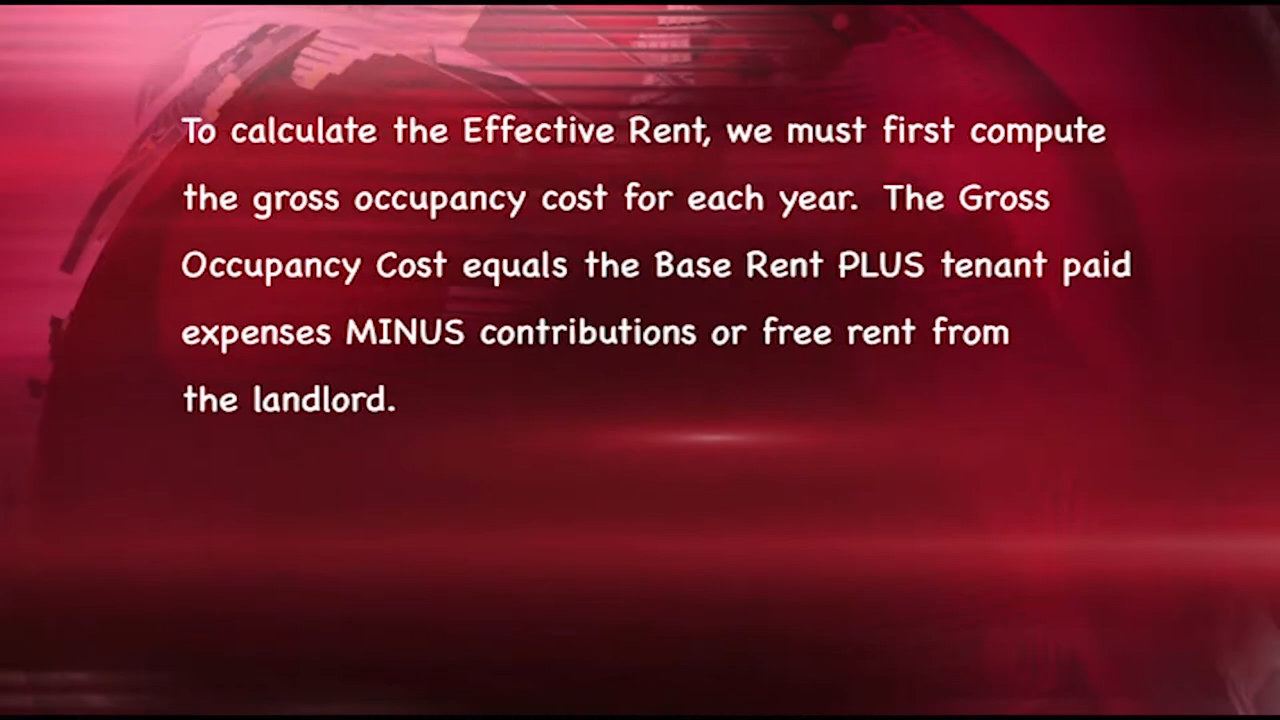 To calculate the Effective Rent, we must first compute
the gross occupancy cost for each year. The Gross
Occupancy Cost equals the Base Rent PLUS tenant paid
expenses MINUS contributions or free rent from
the landlord.